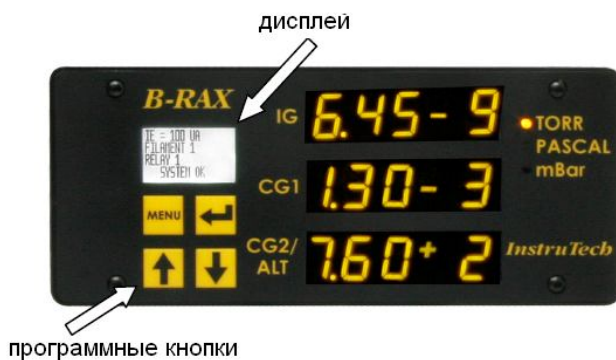 дисплей
B-RAX
IE = 100 UA
FILAMENT 1
RELAY 1
SYSTEM OK
MENU
IG
6.45- 9
CG1
1.30- 3
CG2/
ALT
7.60+ 2
TORR
PASCAL
mBar
InstruTech
программные кнопки